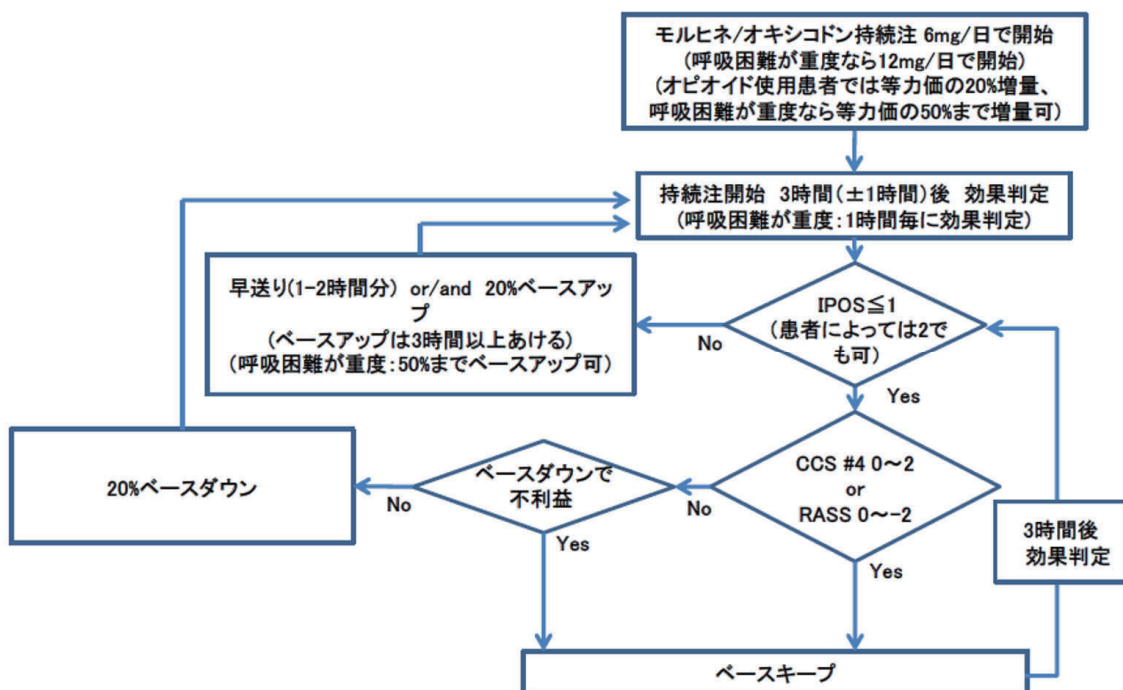 モルヒネ/オキシコドン持続注 6mg/日で開始
(呼吸困難が重度なら12mg/日で開始)
(オピオイド使用患者では等力価の20%増量、
呼吸困難が重度なら等力価の50%まで増量可)
持続注開始 3時間(±1時間)後 効果判定
(呼吸困難が重度:1時間毎に効果判定)
早送り(1-2時間分) or/and 20%ベースアッ
プ
(ベースアップは3時間以上あける)
(呼吸困難が重度:50%までベースアップ可)
No
IPOS≦1
(患者によっては2で
も可)
Yes
20%ベースダウン
No
ベースダウンで
不利益
Yes
No
CCS #4 0～2
or
RASS 0～-2
Yes
3時間後
効果判定
ベースキープ